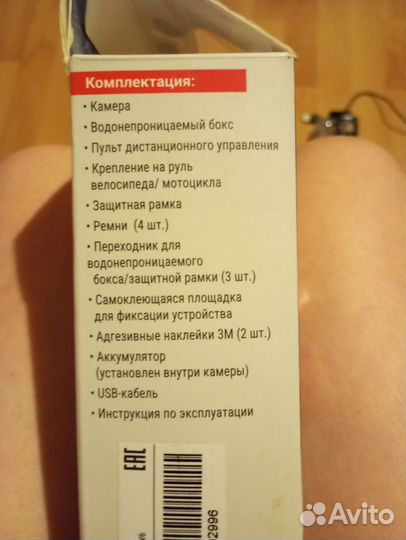 Комплектация:
• Камера
• Водонепроницаемый бокс
• Пульт дистанционного управления
• Крепление на руль
велосипеда/ мотоцикла
• Защитная рамка
• Ремни (4 шт.)
• Переходник для
водонепроницаемого
бокса/защитной рамки (3 шт.)
• Самоклеющаяся площадка
для фиксации устройства
• Адгезивные наклейки 3М (2 шт.)
• Аккумулятор
(установлен внутри камеры)
• USB-кабель
• Инструкция по эксплуатации
EAC
2996
Avito